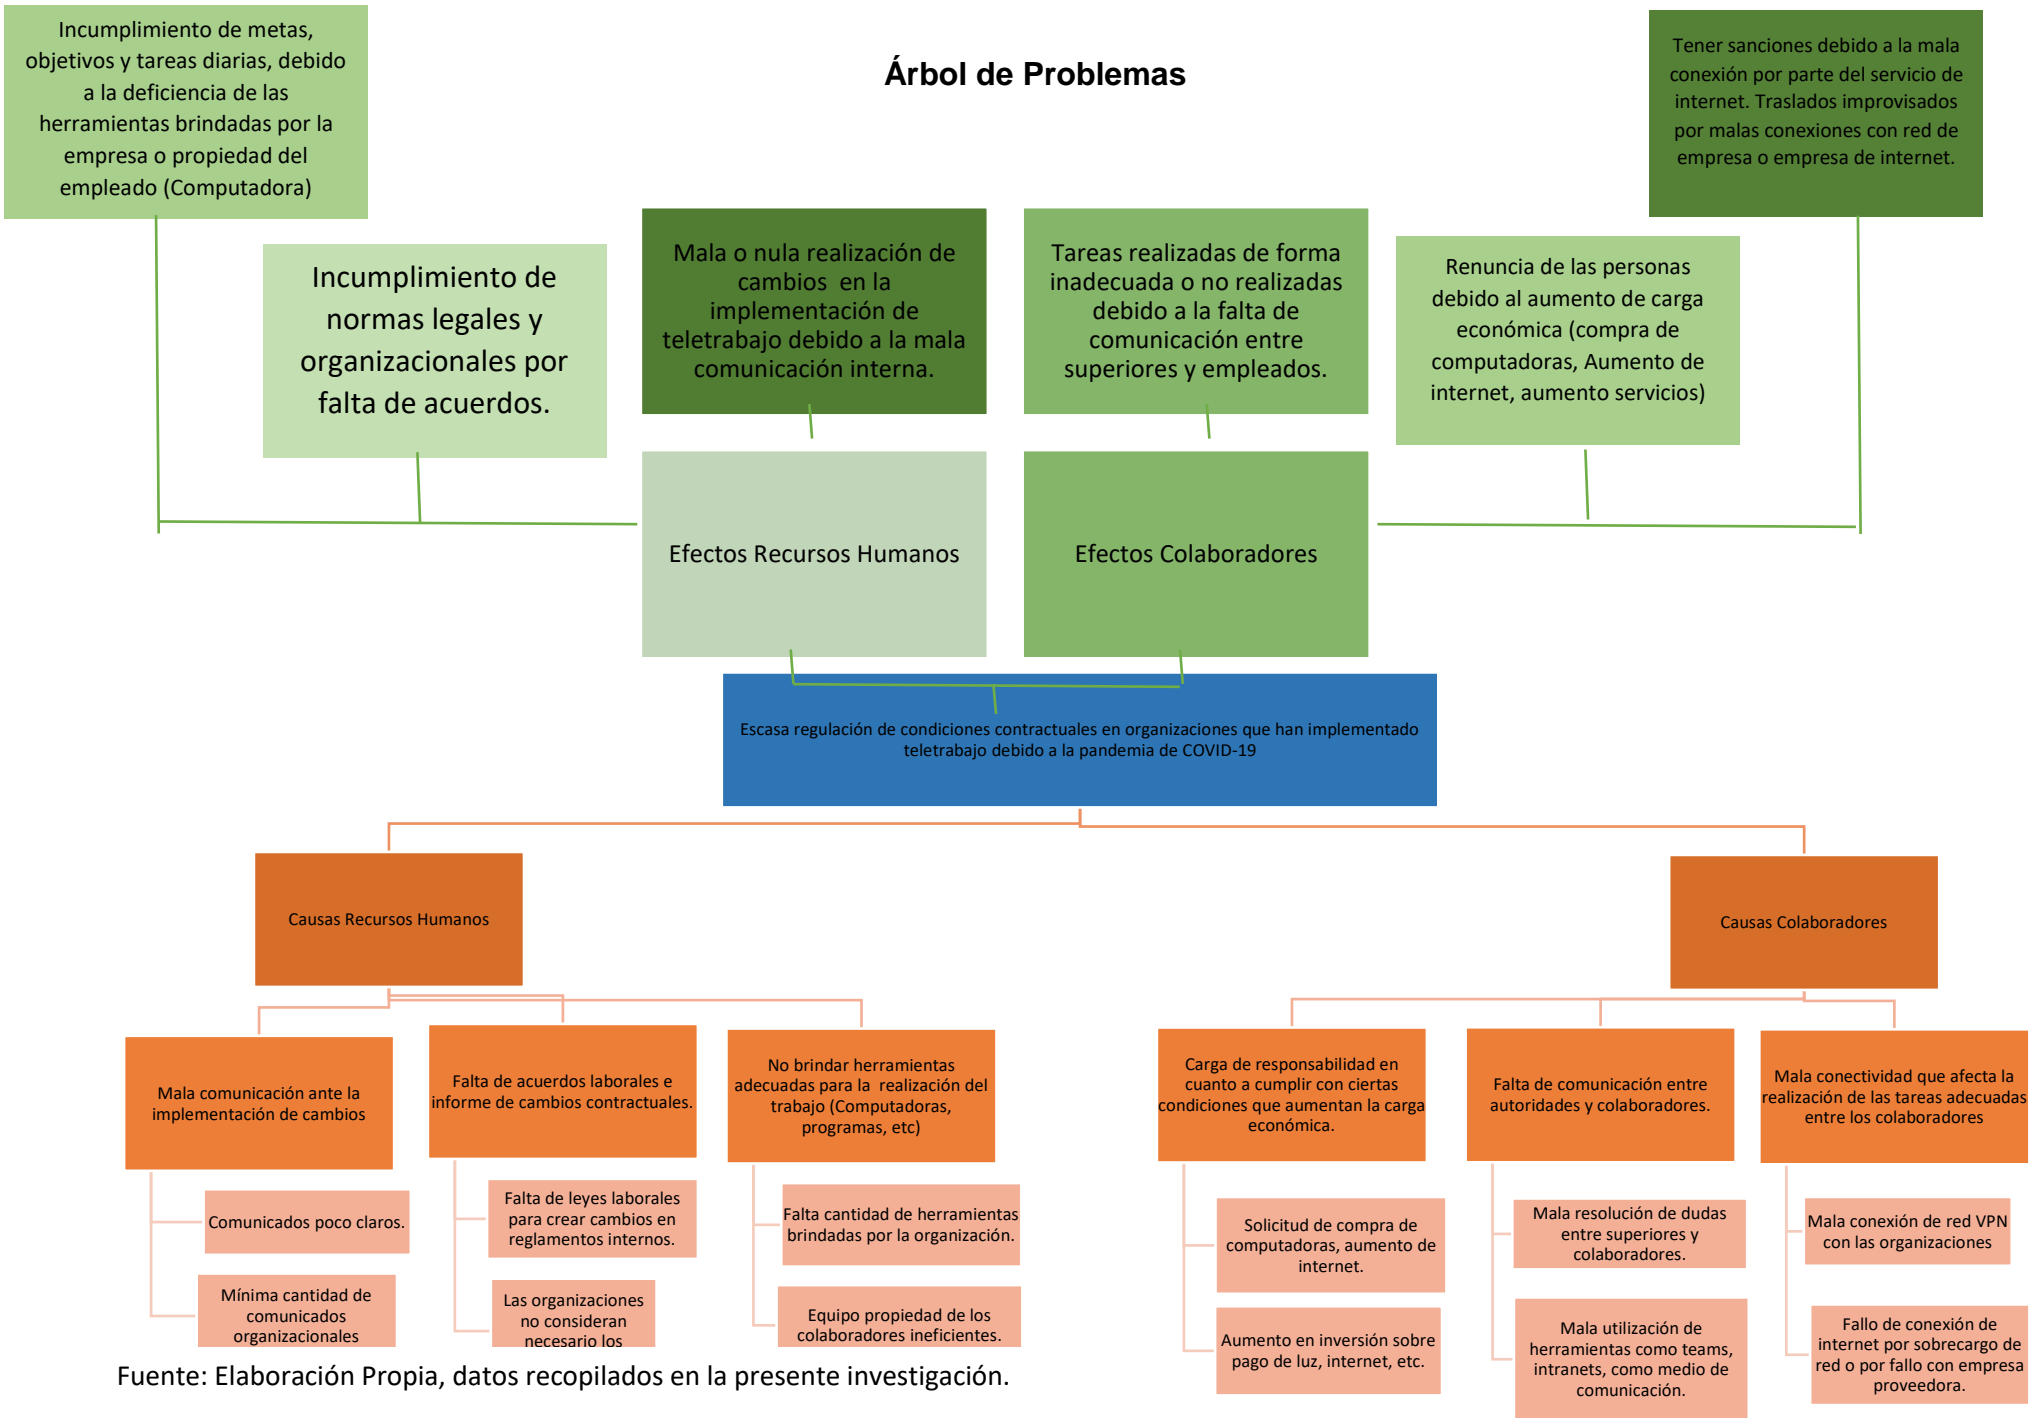 Árbol de Problemas
Incumplimiento de metas,
objetivos y tareas diarias, debido
a la deficiencia de las
herramientas brindadas por la
empresa o propiedad del
empleado (Computadora)
Tener sanciones debido a la mala
conexión por parte del servicio de
internet. Traslados improvisados
por malas conexiones con red de
empresa o empresa de internet.
Incumplimiento de
normas legales y
organizacionales por
falta de acuerdos.
Mala o nula realización de
cambios en la
implementación de
teletrabajo debido a la mala
comunicación interna.
Tareas realizadas de forma
inadecuada o no realizadas
debido a la falta de
comunicación entre
superiores y empleados.
Renuncia de las personas
debido al aumento de carga
económica (compra de
computadoras, Aumento de
internet, aumento servicios)
Efectos Recursos Humanos
Efectos Colaboradores
Escasa regulación de condiciones contractuales en organizaciones que han implementado
teletrabajo debido a la pandemia de COVID-19
Causas Recursos Humanos
Causas Colaboradores
Mala comunicación ante la
implementación de cambios
Falta de acuerdos laborales e
informe de cambios contractuales.
No brindar herramientas
adecuadas para la realización del
trabajo (Computadoras,
programas, etc)
Carga de responsabilidad en
cuanto a cumplir con ciertas
condiciones que aumentan la carga
económica.
Falta de comunicación entre
autoridades y colaboradores.
Mala conectividad que afecta la
realización de las tareas adecuadas
entre los colaboradores
Comunicados poco claros.
Mínima cantidad de
comunicados
organizacionales
Falta de leyes laborales
para crear cambios en
reglamentos internos.
Las organizaciones
no consideran
necesario los
Falta cantidad de herramientas
brindadas por la organización.
Equipo propiedad de los
colaboradores ineficientes.
Solicitud de compra de
computadoras, aumento de
internet.
Aumento en inversión sobre
pago de luz, internet, etc.
Mala resolución de dudas
entre superiores y
colaboradores.
Mala utilización de
herramientas como teams,
intranets, como medio de
comunicación.
Mala conexión de red VPN
con las organizaciones
Fallo de conexión de
internet por sobrecargo de
red o por fallo con empresa
proveedora.
Fuente: Elaboración Propia, datos recopilados en la presente investigación.